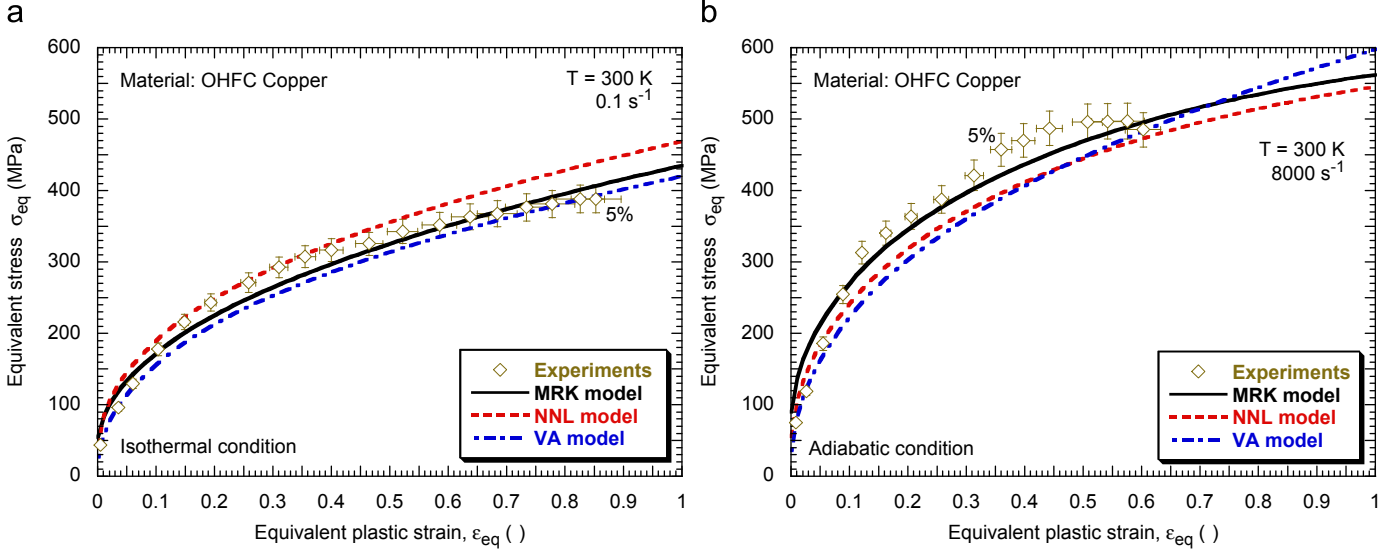 a
600
500
400
300
200
100
0
Equivalent stress σeq (MPa)
Material: OHFC Copper
T = 300 K
0.1 s-1
5%
Experiments
MRK model
NNL model
VA model
Isothermal condition
0 0.1 0.2 0.3 0.4 0.5 0.6 0.7 0.8 0.9 1
Equivalent plastic strain, εeq ( )
b
600
500
400
300
200
100
0
Equivalent stress σeq (MPa)
Material: OHFC Copper
5%
T = 300 K
8000 s-1
Experiments
MRK model
NNL model
VA model
Adiabatic condition
0 0.1 0.2 0.3 0.4 0.5 0.6 0.7 0.8 0.9 1
Equivalent plastic strain, εeq ( )